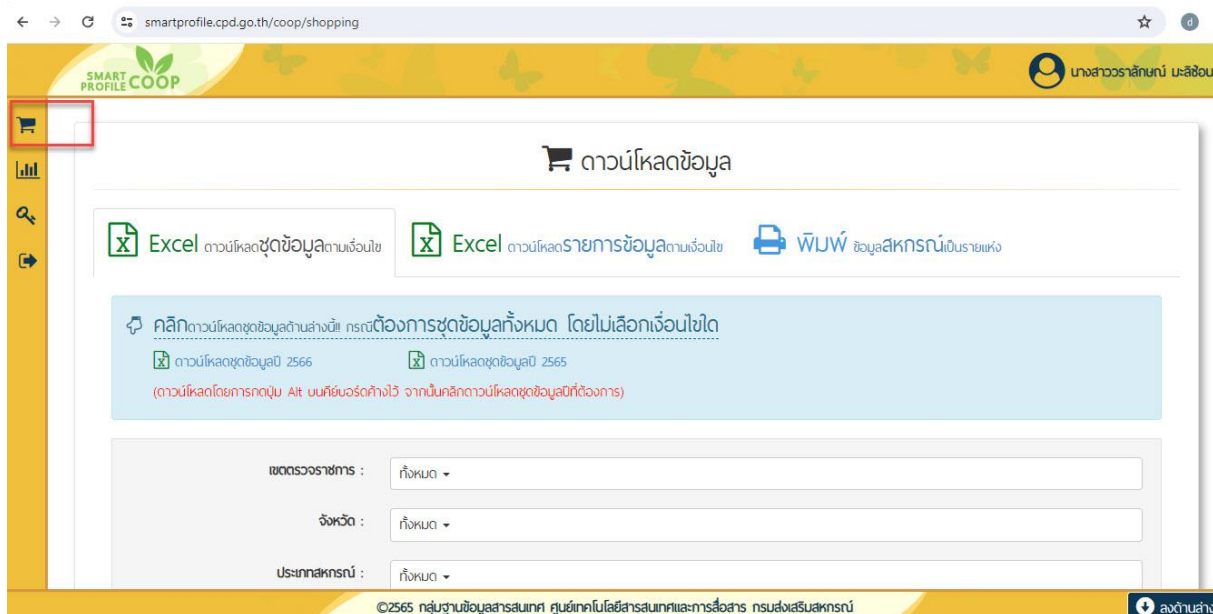 smartprofile.cpd.go.th/coop/shopping
d
SMART PROFILE COOP
นางสาววราลักษณ์ มะลิซ้อน
ดาวน์โหลดข้อมูล
Excel ดาวน์โหลดชุดข้อมูลตามเงื่อนไข
Excel ดาวน์โหลดรายการข้อมูลตามเงื่อนไข
พิมพ์ ข้อมูลสหกรณ์เป็นรายแห่ง
คลิกดาวน์โหลดชุดข้อมูลด้านล่างนี้!! กรณีต้องการชุดข้อมูลทั้งหมด โดยไม่เลือกเงื่อนไขใด
ดาวน์โหลดชุดข้อมูลปี 2566
ดาวน์โหลดชุดข้อมูลปี 2565
(ดาวน์โหลดโดยการกดปุ่ม Alt บนคีย์บอร์ดค้างไว้ จากนั้นคลิกดาวน์โหลดชุดข้อมูลปีที่ต้องการ)
เขตตรวจราชการ :
ทั้งหมด
จังหวัด :
ทั้งหมด
ประเภทสหกรณ์ :
ทั้งหมด
©2565 กลุ่มฐานข้อมูลสารสนเทศ ศูนย์เทคโนโลยีสารสนเทศและการสื่อสาร กรมส่งเสริมสหกรณ์
ลงด้านล่าง